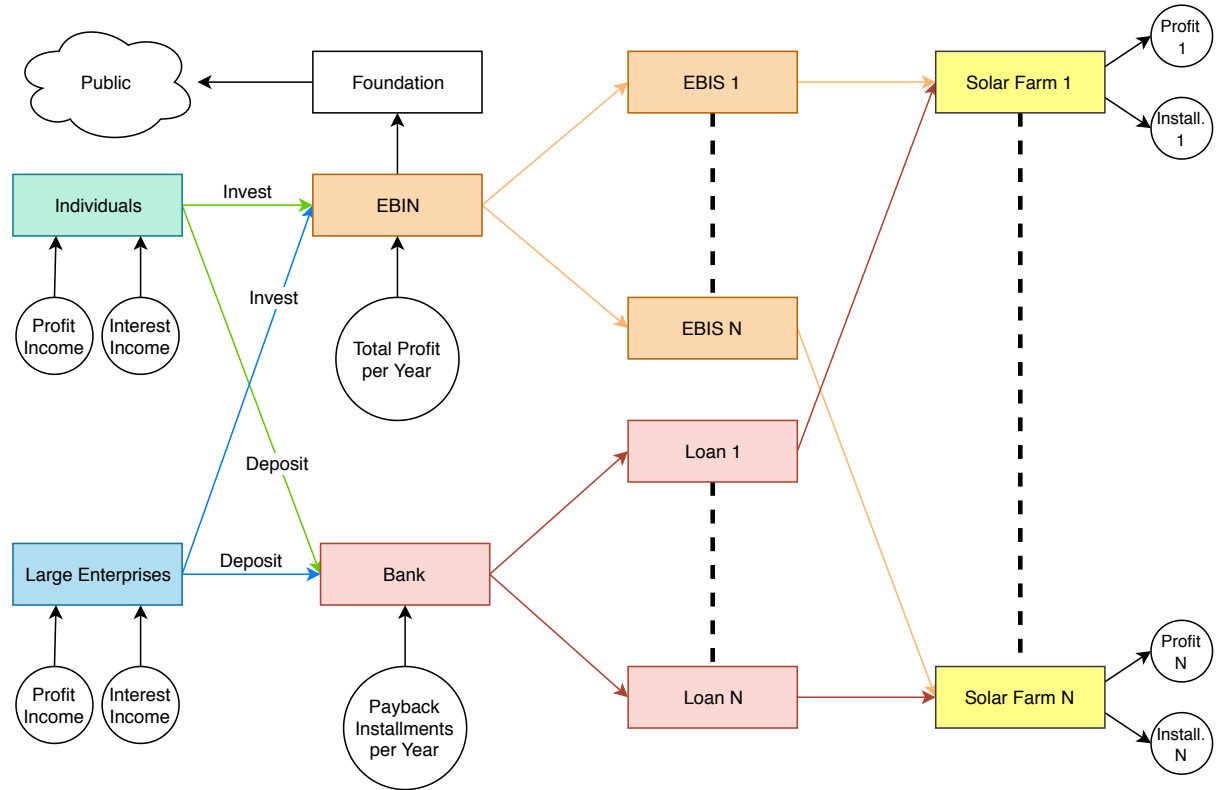 Public
Foundation
EBIS 1
Solar Farm 1
Profit
1
Install.
1
Individuals
Invest
EBIN
Profit
Income
Interest
Income
Invest
Total Profit
per Year
EBIS N
Deposit
Loan 1
Large Enterprises
Deposit
Bank
Profit
Income
Interest
Income
Payback
Installments
per Year
Loan N
Solar Farm N
Profit
N
Install.
N